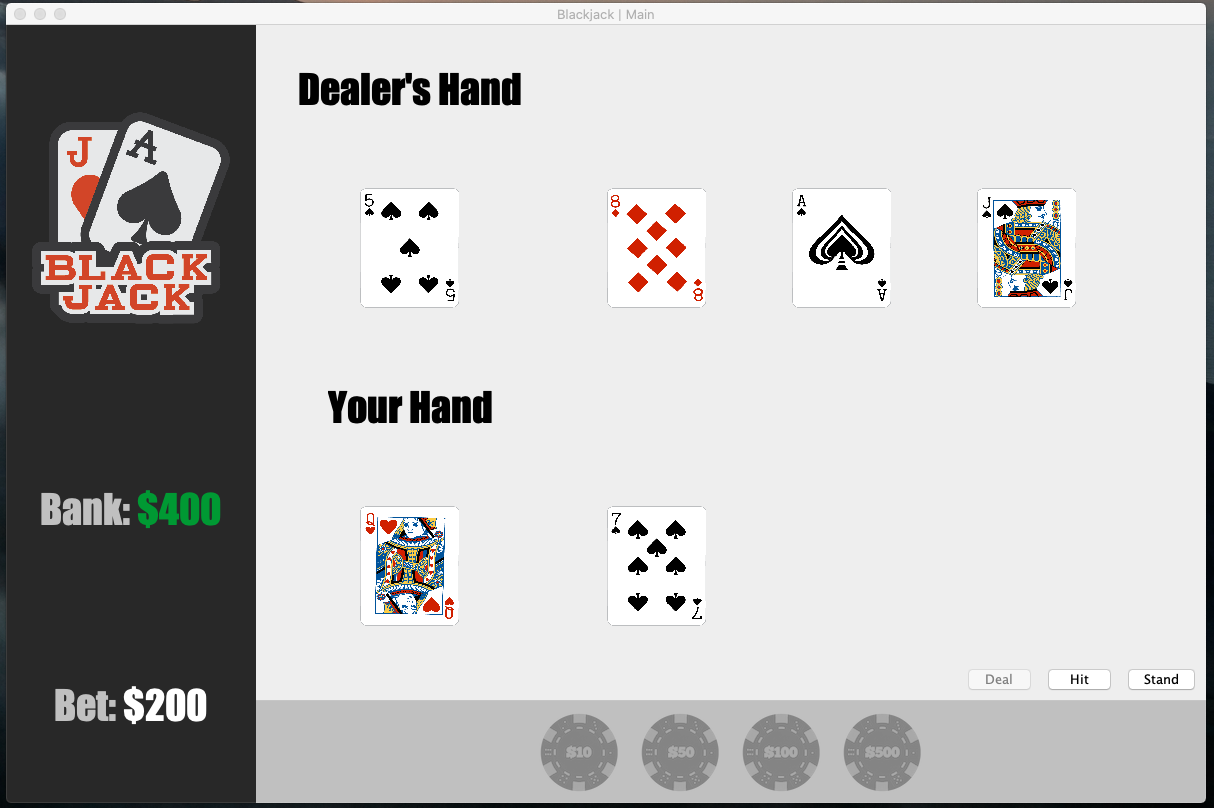 Blackjack | Main
J A
BLACK
JACK
Dealer's Hand
5 8 A J
5 8 A J
Your Hand
Q 7
Q 7
Bank: $400
Bet: $200
Deal Hit Stand
$10 $50 $100 $500